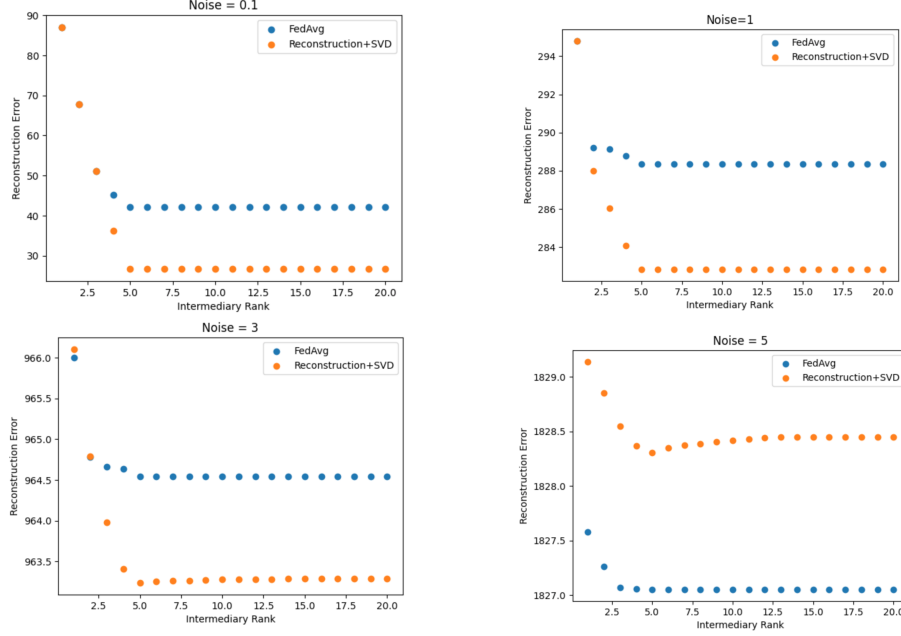 Noise = 0.1
90
80
70
60
50
40
30
Reconstruction Error
FedAvg
Reconstruction+SVD
2.5 5.0 7.5 10.0 12.5 15.0 17.5 20.0
Intermediary Rank
Noise=1
294
292
290
288
286
284
Reconstruction Error
FedAvg
Reconstruction+SVD
2.5 5.0 7.5 10.0 12.5 15.0 17.5 20.0
Intermediary Rank
Noise = 3
966.0
965.5
965.0
964.5
964.0
963.5
Reconstruction Error
FedAvg
Reconstruction+SVD
2.5 5.0 7.5 10.0 12.5 15.0 17.5 20.0
Intermediary Rank
Noise = 5
1829.0
1828.5
1828.0
1827.5
1827.0
Reconstruction Error
FedAvg
Reconstruction+SVD
2.5 5.0 7.5 10.0 12.5 15.0 17.5 20.0
Intermediary Rank